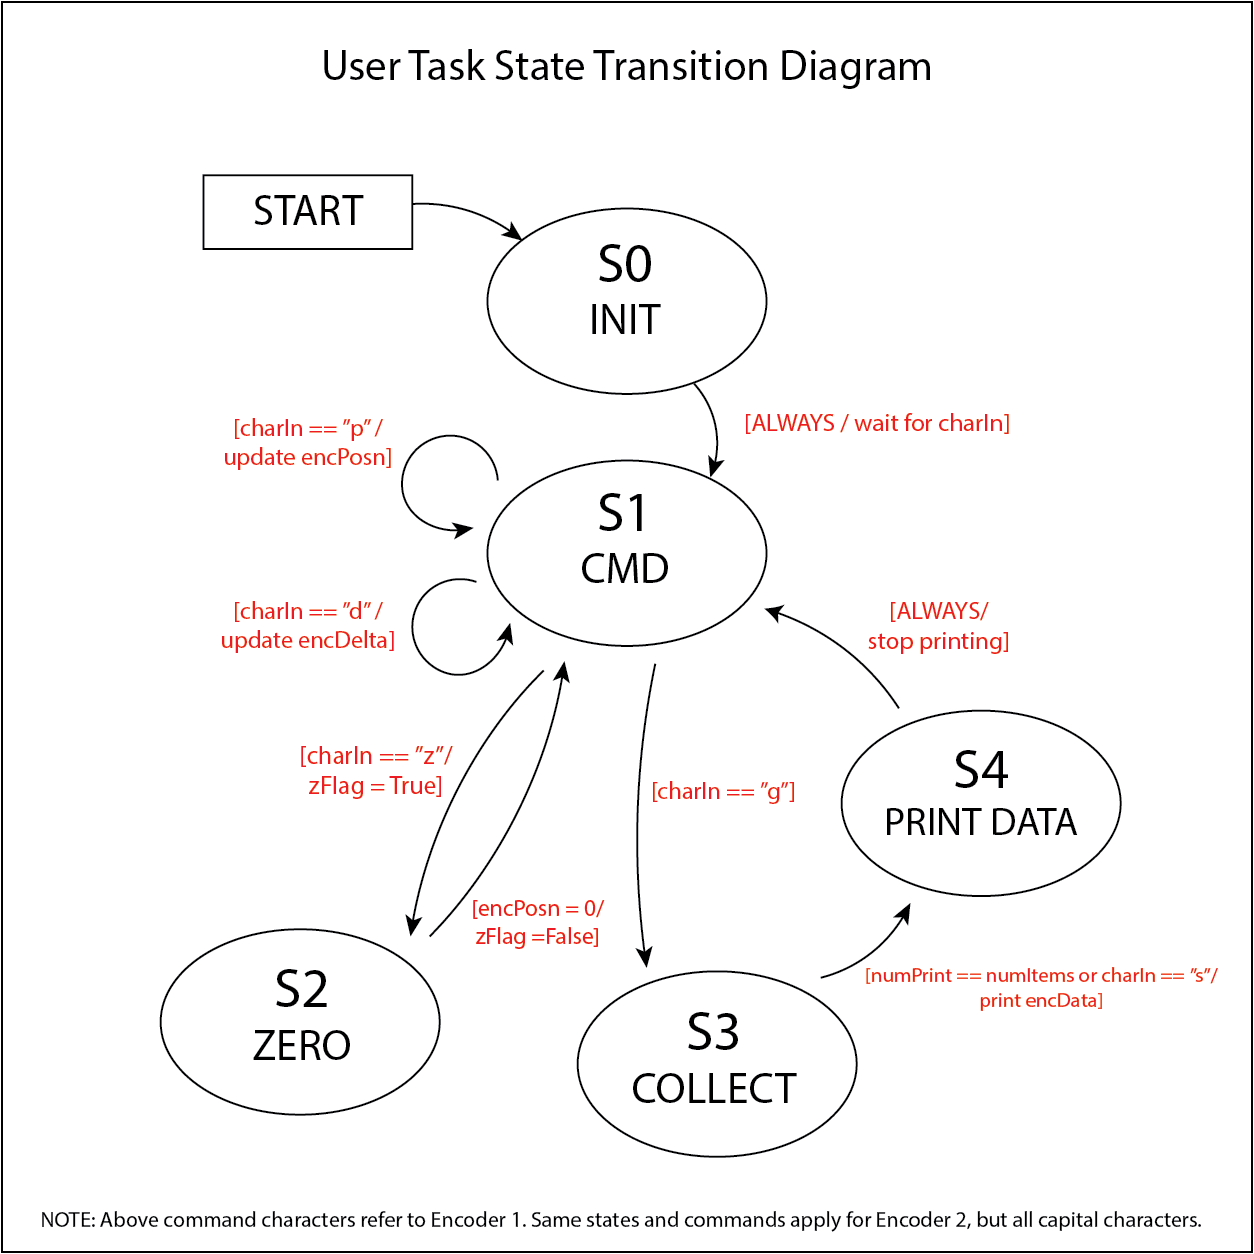 User Task State Transition Diagram
START
S0
INIT
[ALWAYS / wait for charIn]
[charIn == ”p” /
update encPosn]
S1
CMD
[charIn == ”d” /
update encDelta]
[ALWAYS/
stop printing]
[charIn == ”z”/
zFlag = True]
[charIn == ”g”]
S4
PRINT DATA
[encPosn = 0/
zFlag =False]
[numPrint == numItems or charIn == ”s”/
print encData]
S2
ZERO
S3
COLLECT
NOTE: Above command characters refer to Encoder 1. Same states and commands apply for Encoder 2, but all capital characters.